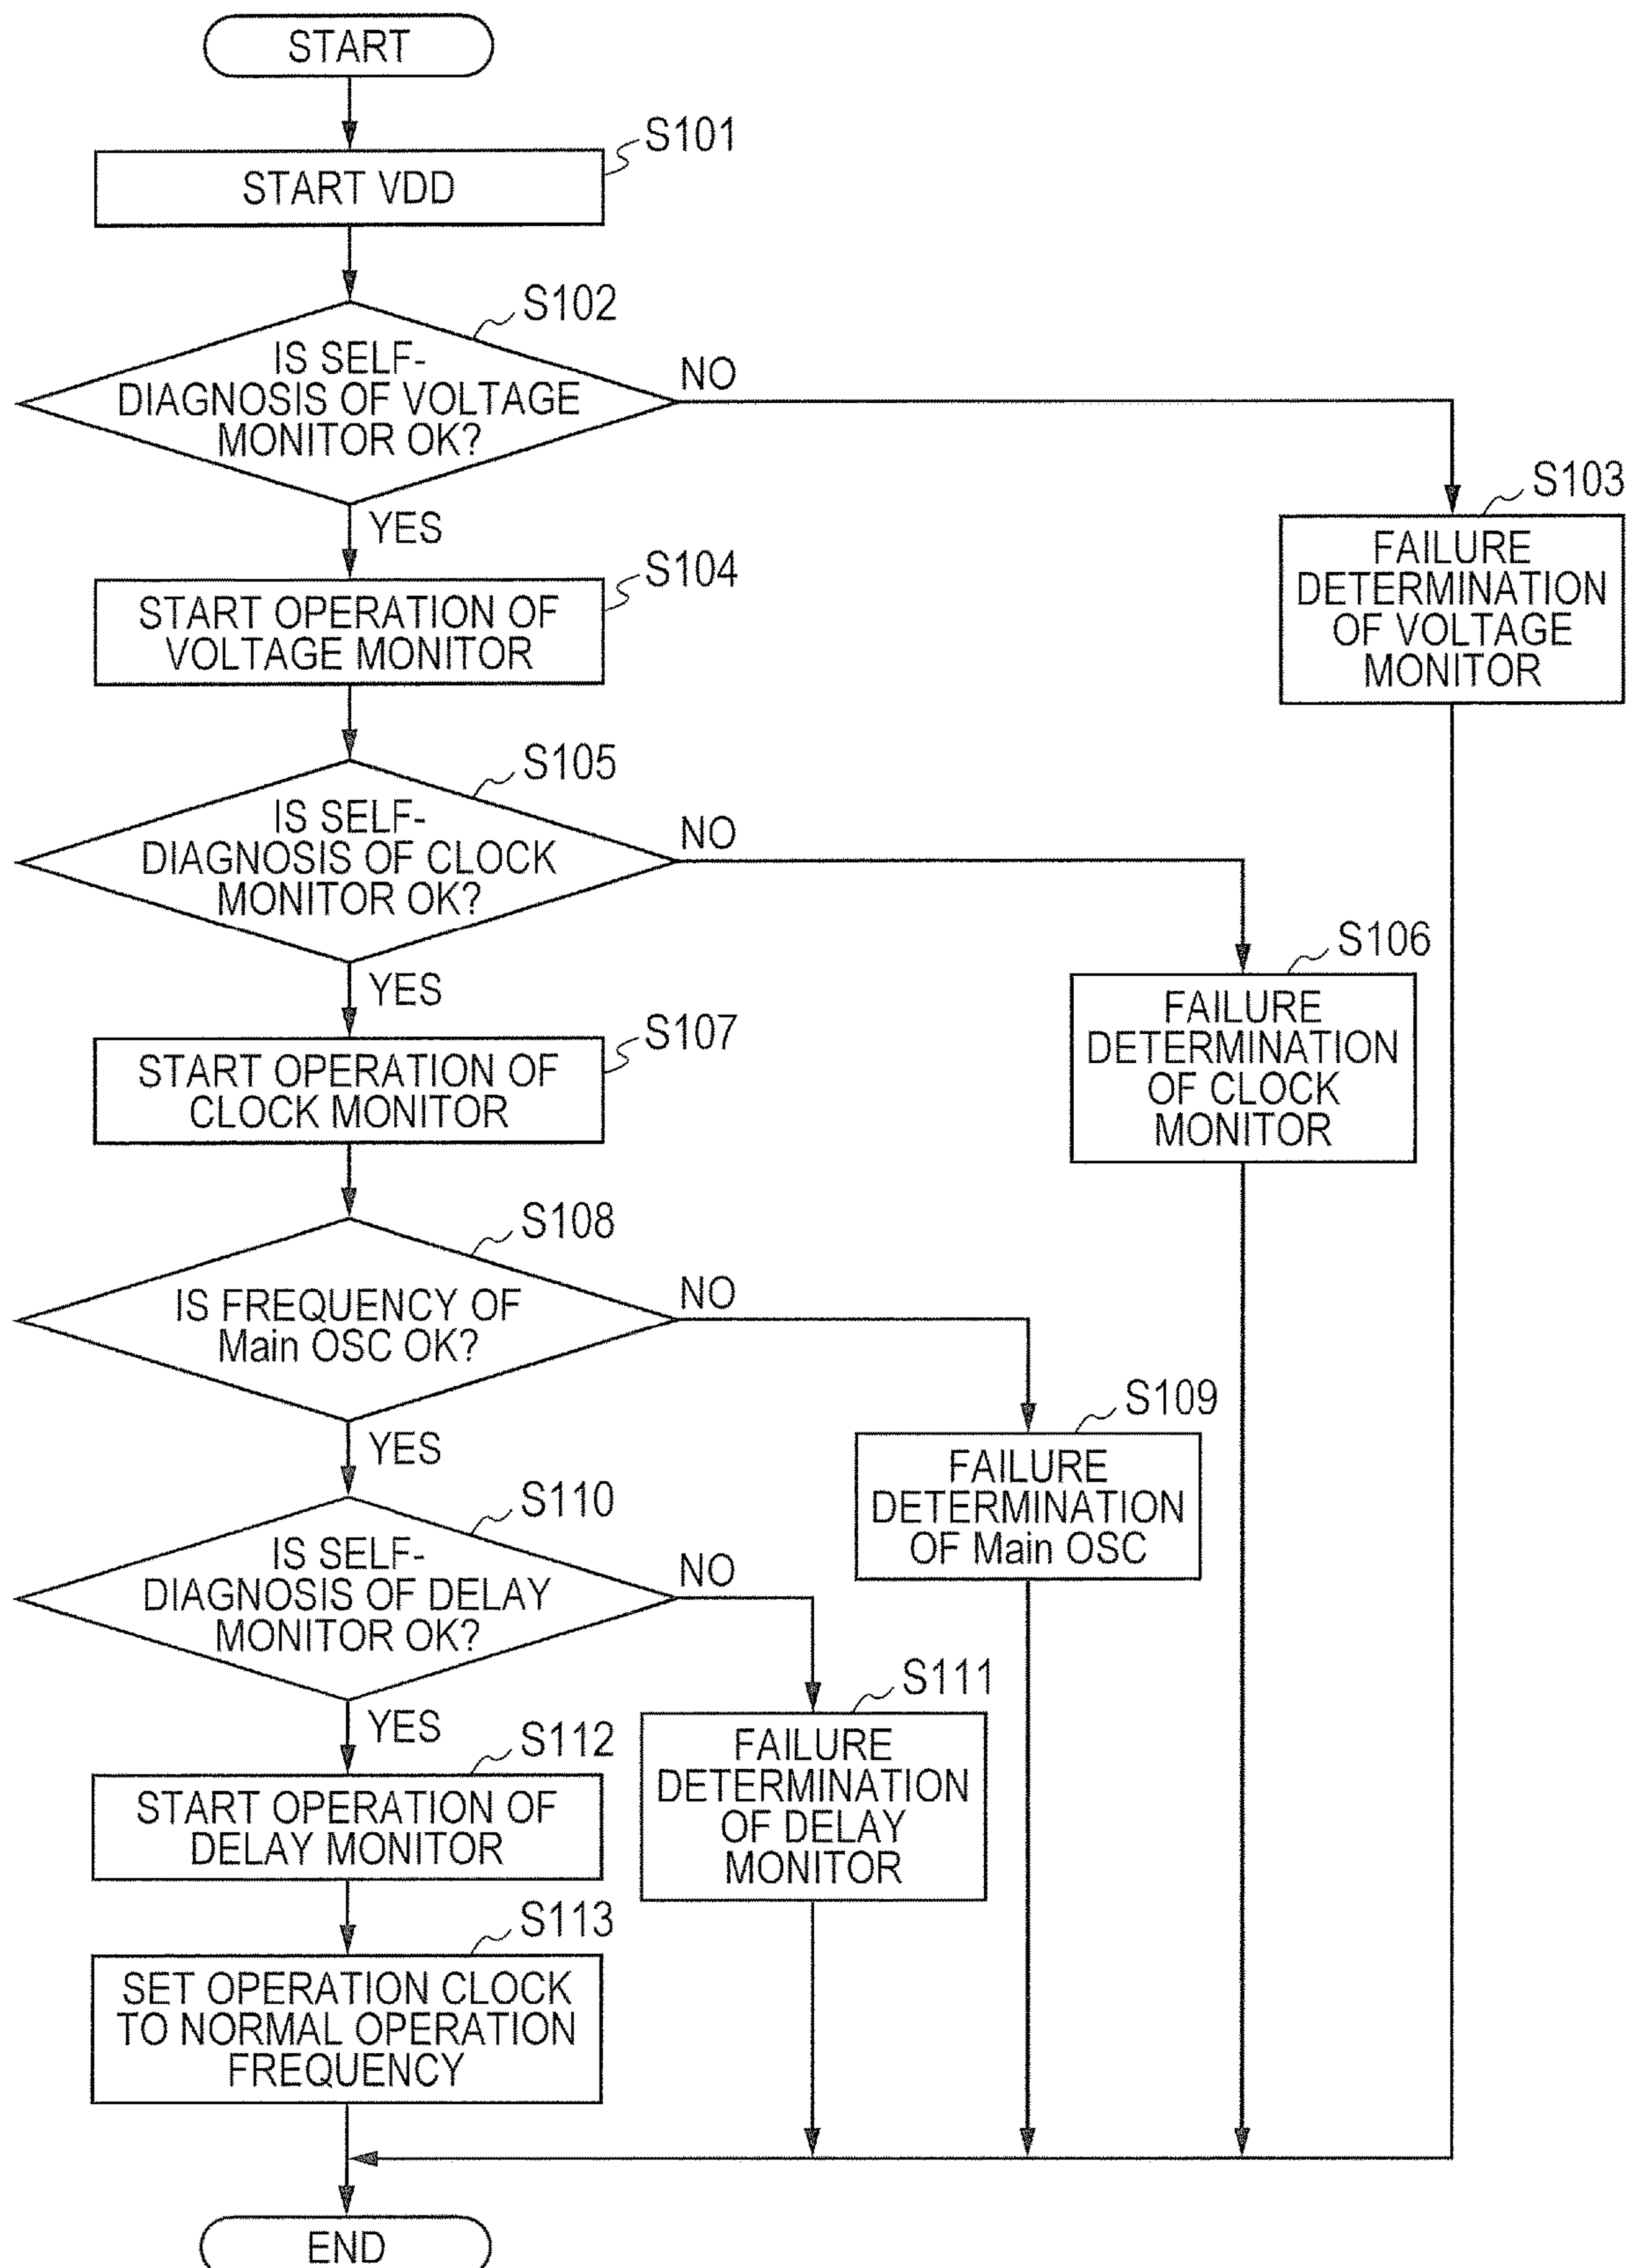 START
S101
START VDD
S102
IS SELF-
DIAGNOSIS OF VOLTAGE
MONITOR OK?
NO
YES
S103
FAILURE
DETERMINATION
OF VOLTAGE
MONITOR
S104
START OPERATION OF
VOLTAGE MONITOR
S105
IS SELF-
DIAGNOSIS OF CLOCK
MONITOR OK?
NO
YES
S106
FAILURE
DETERMINATION
OF CLOCK
MONITOR
S107
START OPERATION OF
CLOCK MONITOR
S108
IS FREQUENCY OF
Main OSC OK?
NO
YES
S109
FAILURE
DETERMINATION
OF Main OSC
S110
IS SELF-
DIAGNOSIS OF DELAY
MONITOR OK?
NO
YES
S111
FAILURE
DETERMINATION
OF DELAY
MONITOR
S112
START OPERATION OF
DELAY MONITOR
S113
SET OPERATION CLOCK
TO NORMAL OPERATION
FREQUENCY
END